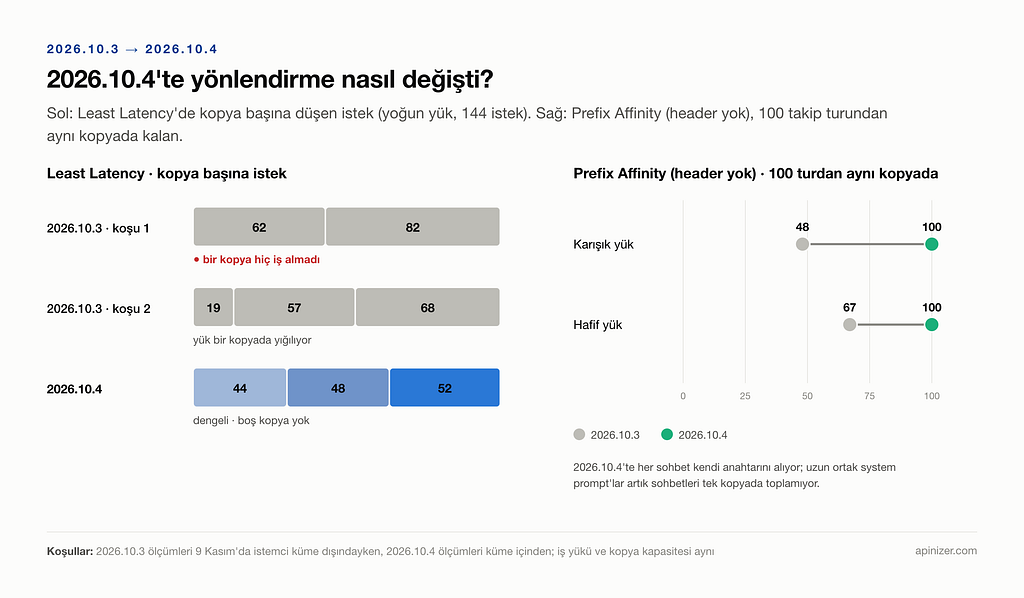 2026.10.3 → 2026.10.4
2026.10.4'te yönlendirme nasıl değişti?
Sol: Least Latency'de kopya başına düşen istek (yoğun yük, 144 istek). Sağ: Prefix Affinity (header yok), 100 takip turundan
aynı kopyada kalan.
Least Latency · kopya başına istek
2026.10.3 · koşu 1
62
82
• bir kopya hiç iş almadı
2026.10.3 · koşu 2
19
57
68
yük bir kopyada yığılıyor
2026.10.4
44
48
52
dengeli · boş kopya yok
Prefix Affinity (header yok) · 100 turdan aynı kopyada
Karışık yük
48
100
Hafif yük
67
100
0
25
50
75
100
2026.10.3
2026.10.4
2026.10.4'te her sohbet kendi anahtarını alıyor; uzun ortak system
prompt'lar artık sohbetleri tek kopyada toplamıyor.
Koşullar: 2026.10.3 ölçümleri 9 Kasım'da istemci küme dışındayken, 2026.10.4 ölçümleri küme içinden; iş yükü ve kopya kapasitesi aynı
apinizer.com